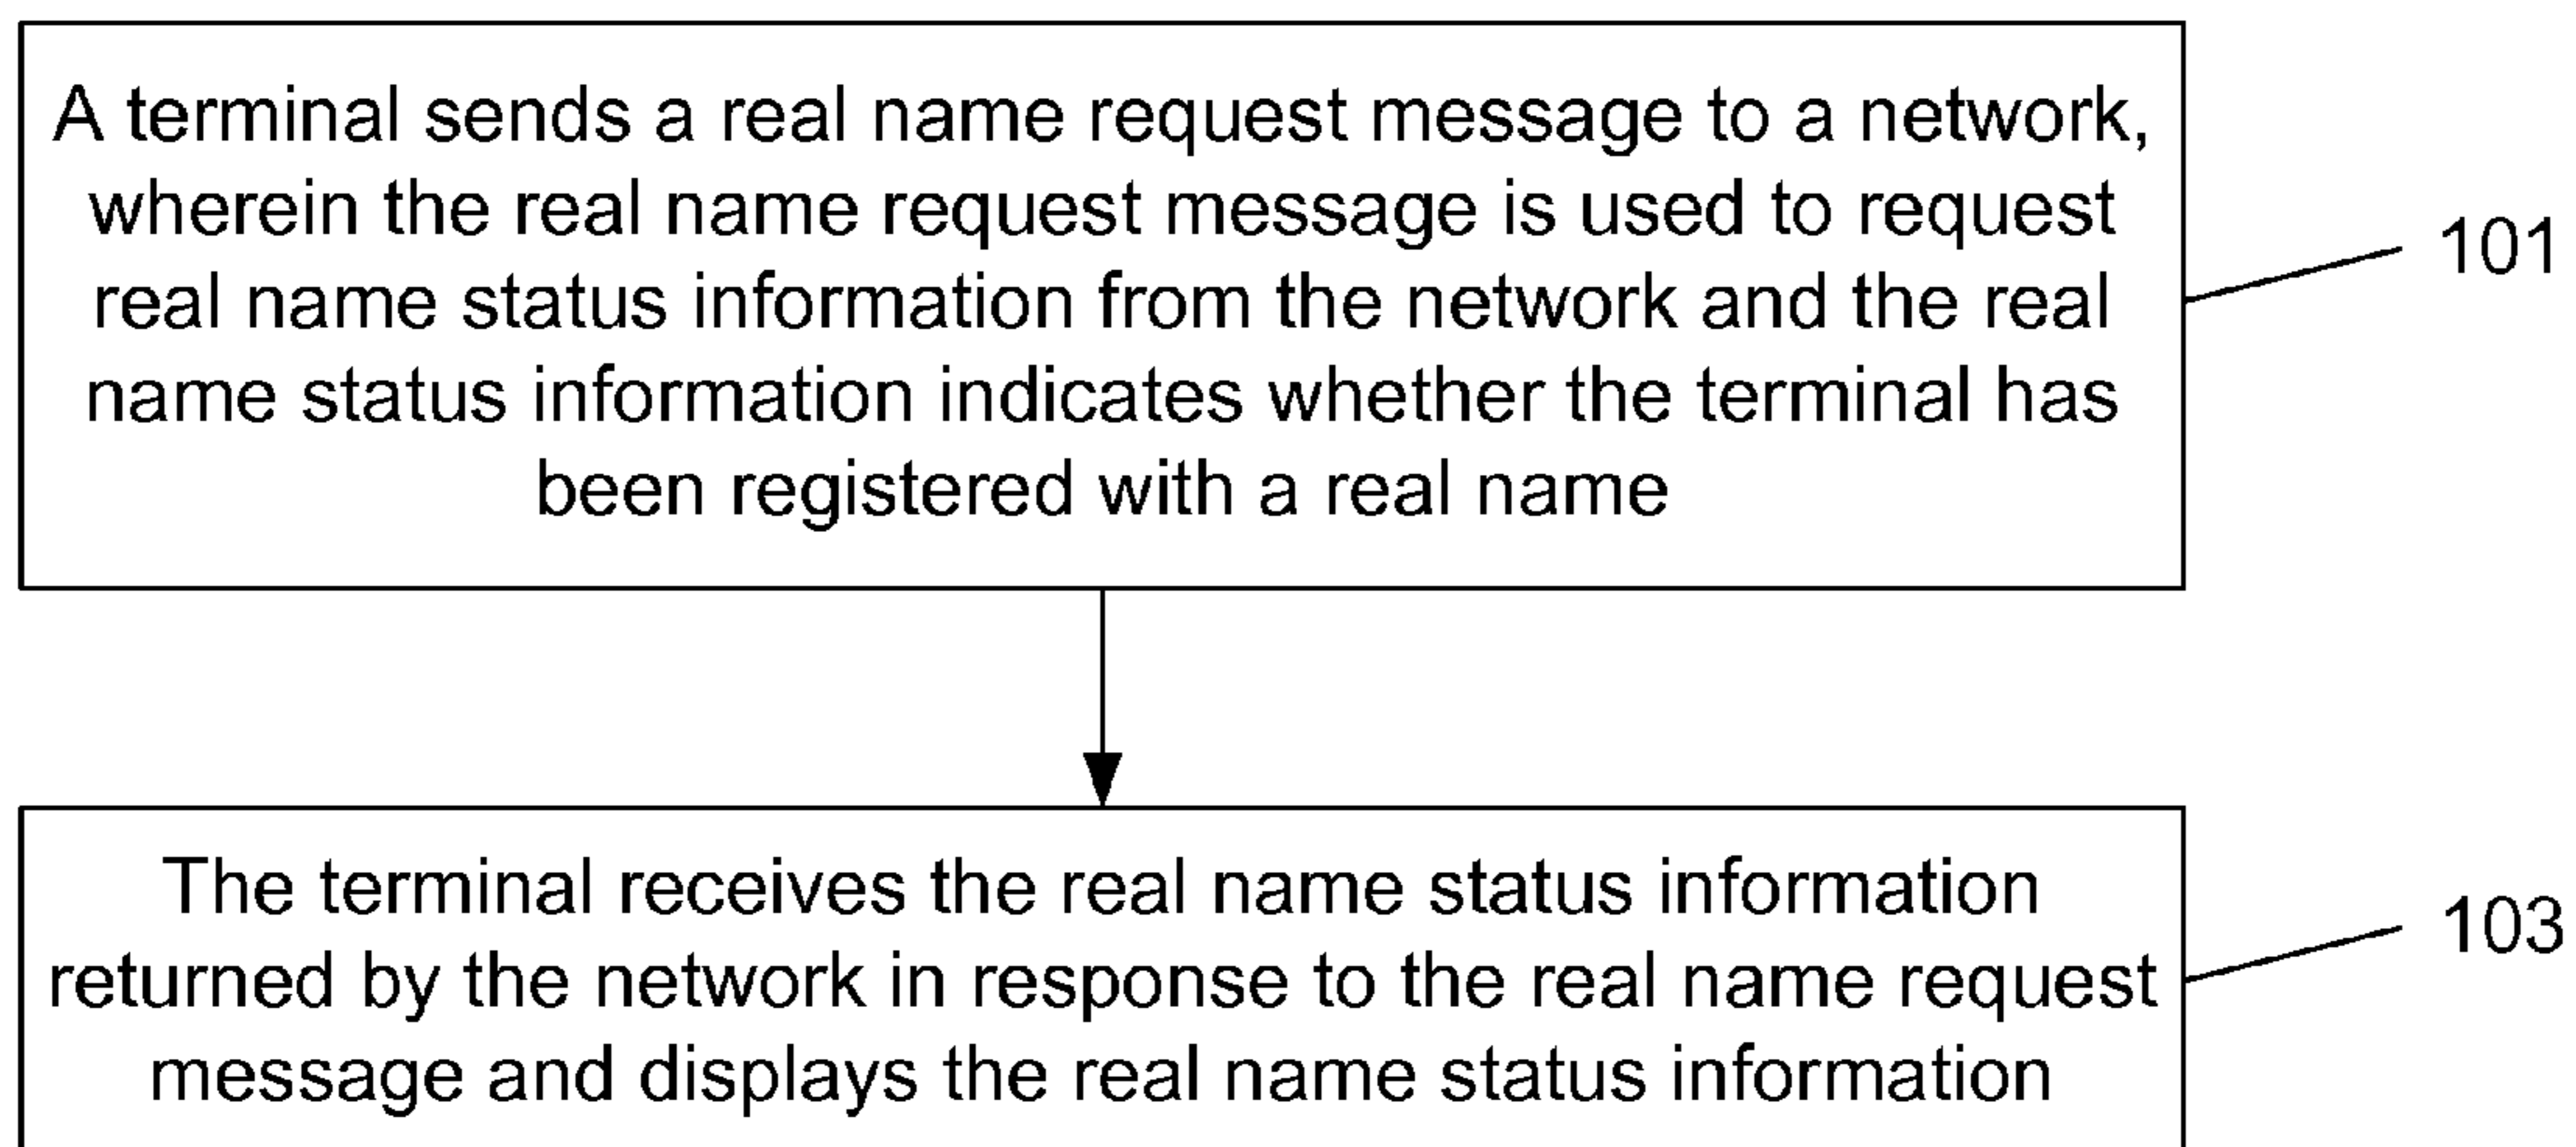 A terminal sends a real name request message to a network,
wherein the real name request message is used to request
real name status information from the network and the real
name status information indicates whether the terminal has
been registered with a real name
101
The terminal receives the real name status information
returned by the network in response to the real name request
message and displays the real name status information
103